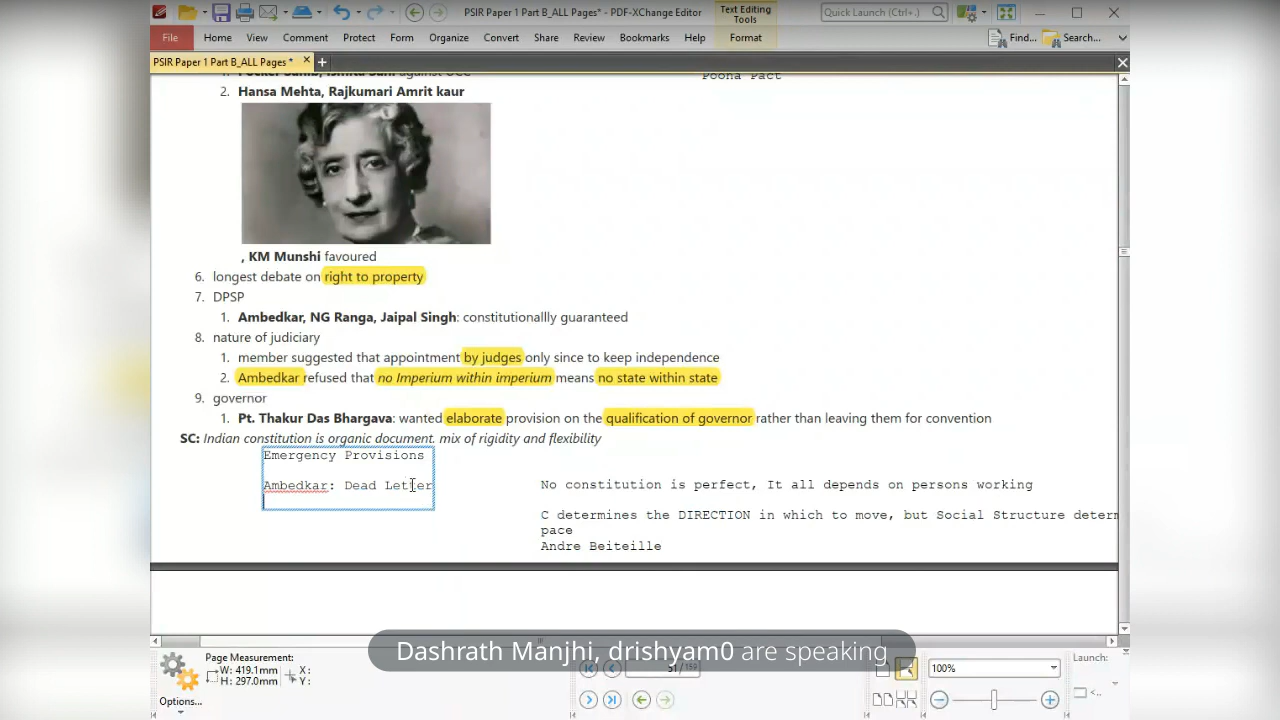 PSIR Paper 1 Part B_ALL Pages* - PDF-XChange Editor
Text Editing Tools
Quick Launch (Ctrl+.)
File Home View Comment Protect Form Organize Convert Share Review Bookmarks Help Format
Find... Search...
PSIR Paper 1 Part B_ALL Pages *
Poona Pact
2. Hansa Mehta, Rajkumari Amrit kaur
, KM Munshi favoured
6. longest debate on right to property
7. DPSP
1. Ambedkar, NG Ranga, Jaipal Singh: constitutionallly guaranteed
8. nature of judiciary
1. member suggested that appointment by judges only since to keep independence
2. Ambedkar refused that no Imperium within imperium means no state within state
9. governor
1. Pt. Thakur Das Bhargava: wanted elaborate provision on the qualification of governor rather than leaving them for convention
SC: Indian constitution is organic document. mix of rigidity and flexibility
Emergency Provisions
Ambedkar: Dead Letter
No constitution is perfect, It all depends on persons working
C determines the DIRECTION in which to move, but Social Structure determ
pace
Andre Beiteille
Dashrath Manjhi, drishyam0 are speaking
Page Measurement:
W: 419.1mm X:
H: 297.0mm Y:
Options...
100%
Launch: